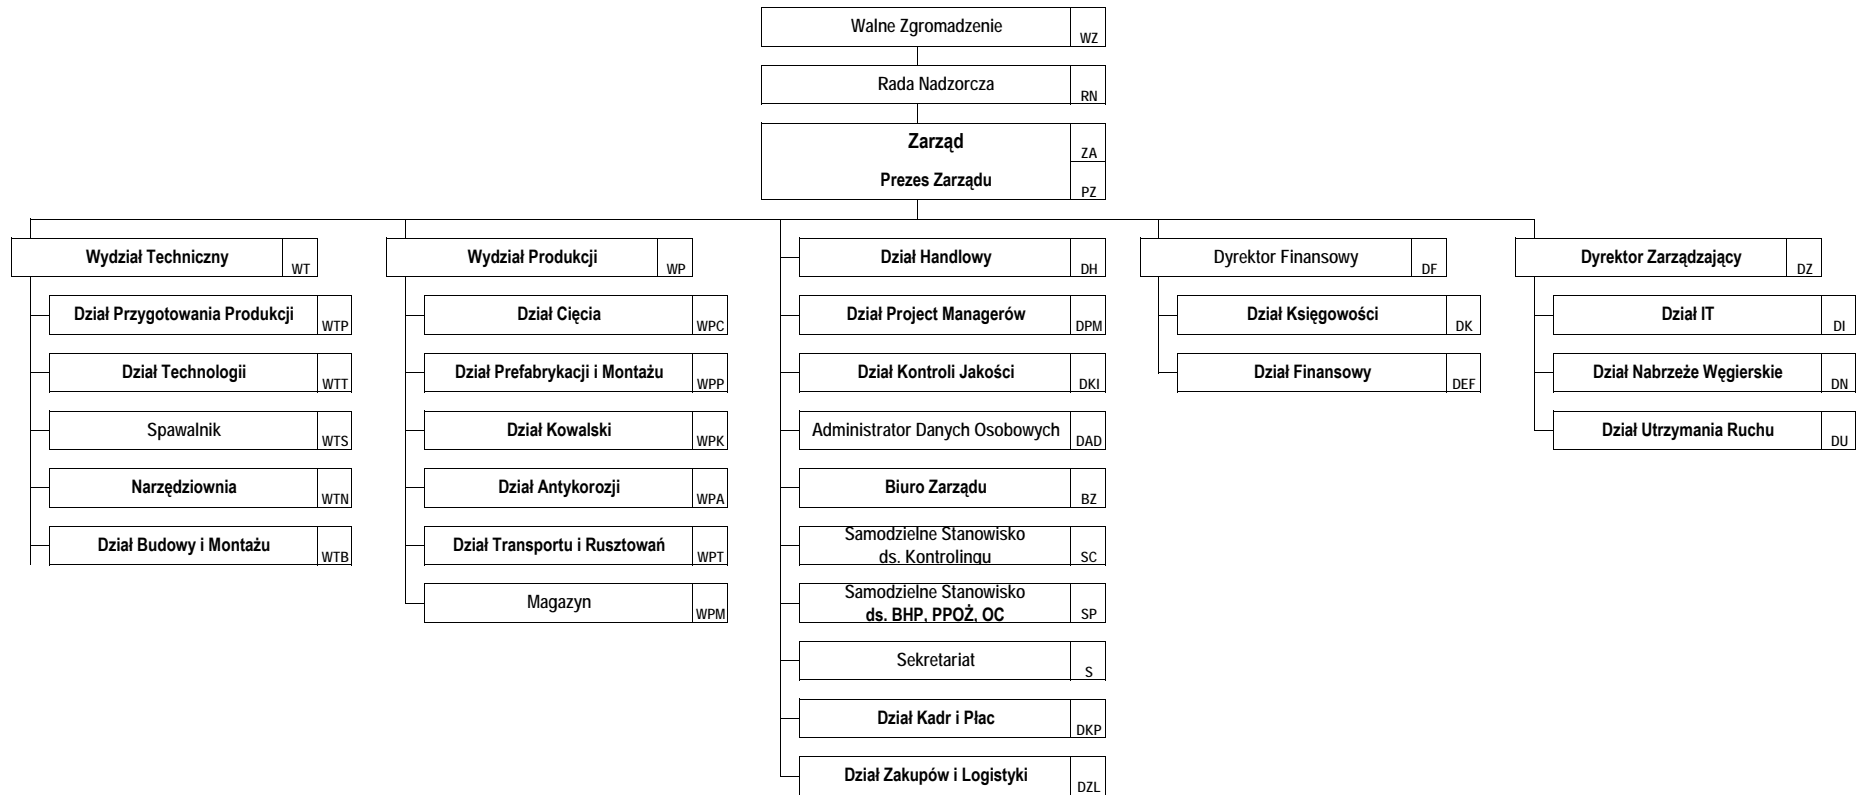 Walne Zgromadzenie
WZ
Rada Nadzorcza
RN
Zarząd
ZA
Prezes Zarządu
PZ
Wydział Techniczny
WT
Dział Przygotowania Produkcji
WTP
Dział Technologii
WTT
Spawalnik
WTS
Narzędziownia
WTN
Dział Budowy i Montażu
WTB
Wydział Produkcji
WP
Dział Cięcia
WPC
Dział Prefabrykacji i Montażu
WPP
Dział Kowalski
WPK
Dział Antykorozji
WPA
Dział Transportu i Rusztowań
WPT
Magazyn
WPM
Dział Handlowy
DH
Dział Project Managerów
DPM
Dział Kontroli Jakości
DKI
Administrator Danych Osobowych
DAD
Biuro Zarządu
BZ
Samodzielne Stanowisko
ds. Kontrolingu
SC
Samodzielne Stanowisko
ds. BHP, PPOŻ, OC
SP
Sekretariat
S
Dział Kadr i Płac
DKP
Dział Zakupów i Logistyki
DZL
Dyrektor Finansowy
DF
Dział Księgowości
DK
Dział Finansowy
DEF
Dyrektor Zarządzający
DZ
Dział IT
DI
Dział Nabrzeże Węgierskie
DN
Dział Utrzymania Ruchu
DU